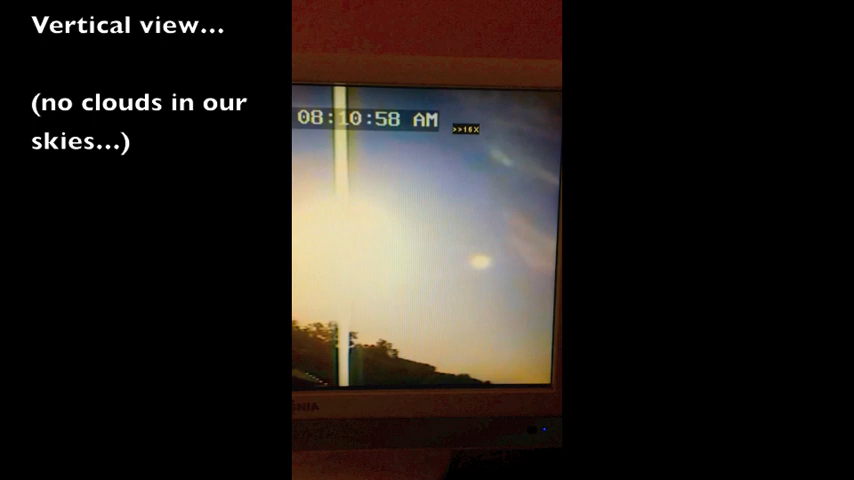 Vertical view...
(no clouds in our
skies...)
08:10:58 AM
>>16X